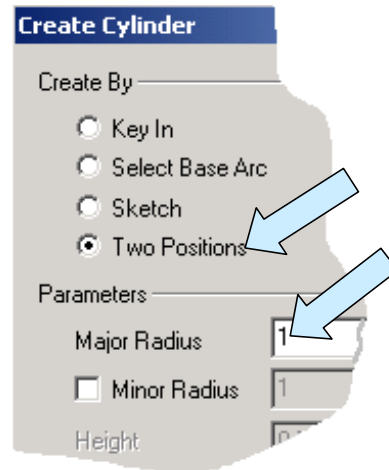 Create Cylinder
Create By
Key In
Select Base Arc
Sketch
Two Positions
Parameters
Major Radius 1
Minor Radius 1
Height